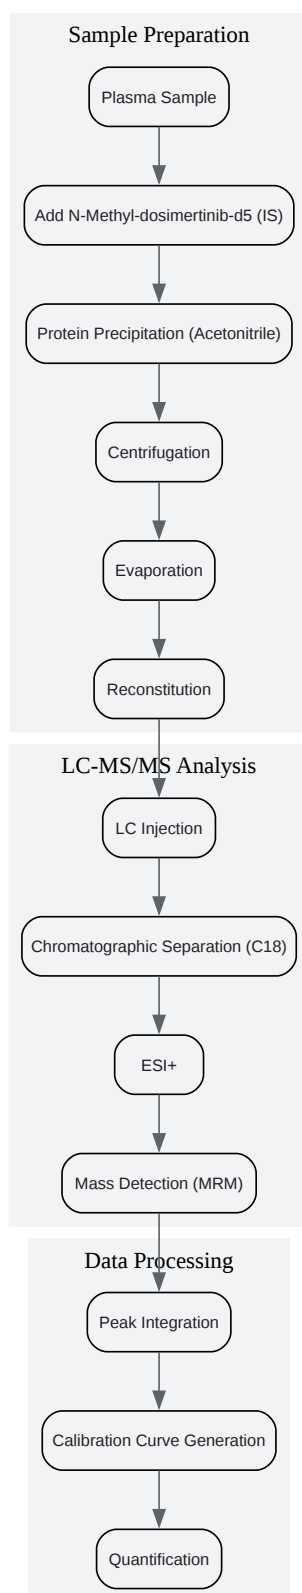 Sample Preparation
Plasma Sample
Add N-Methyl-dosimertinib-d5 (IS)
Protein Precipitation (Acetonitrile)
Centrifugation
Evaporation
Reconstitution
LC-MS/MS Analysis
LC Injection
Chromatographic Separation (C18)
ESI+
Mass Detection (MRM)
Data Processing
Peak Integration
Calibration Curve Generation
Quantification